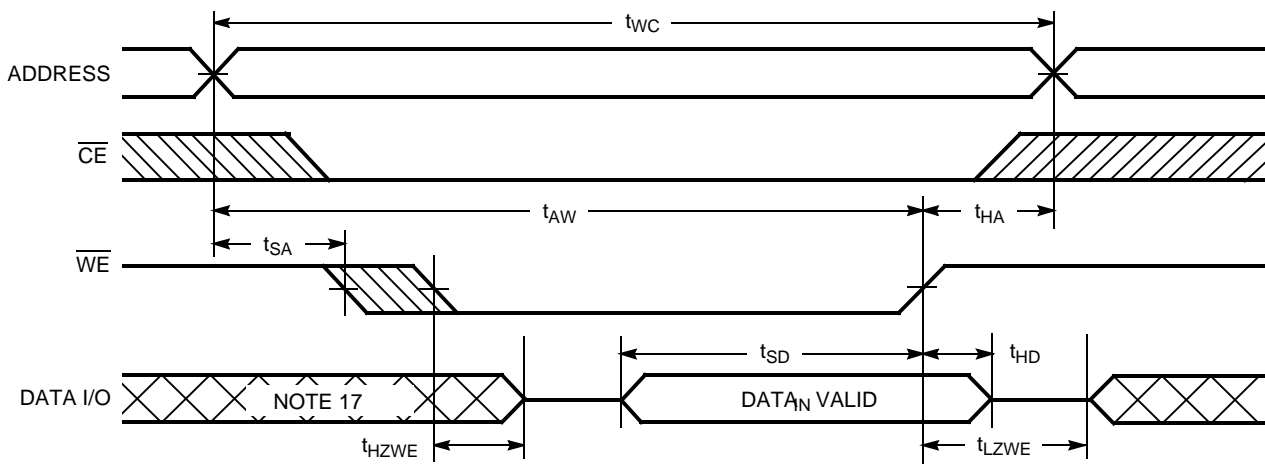 tWC
ADDRESS
CE
tAW
tHA
tSA
WE
tSD
tHD
DATA I/O
NOTE 17
DATAIN VALID
tHZWE
tLZWE